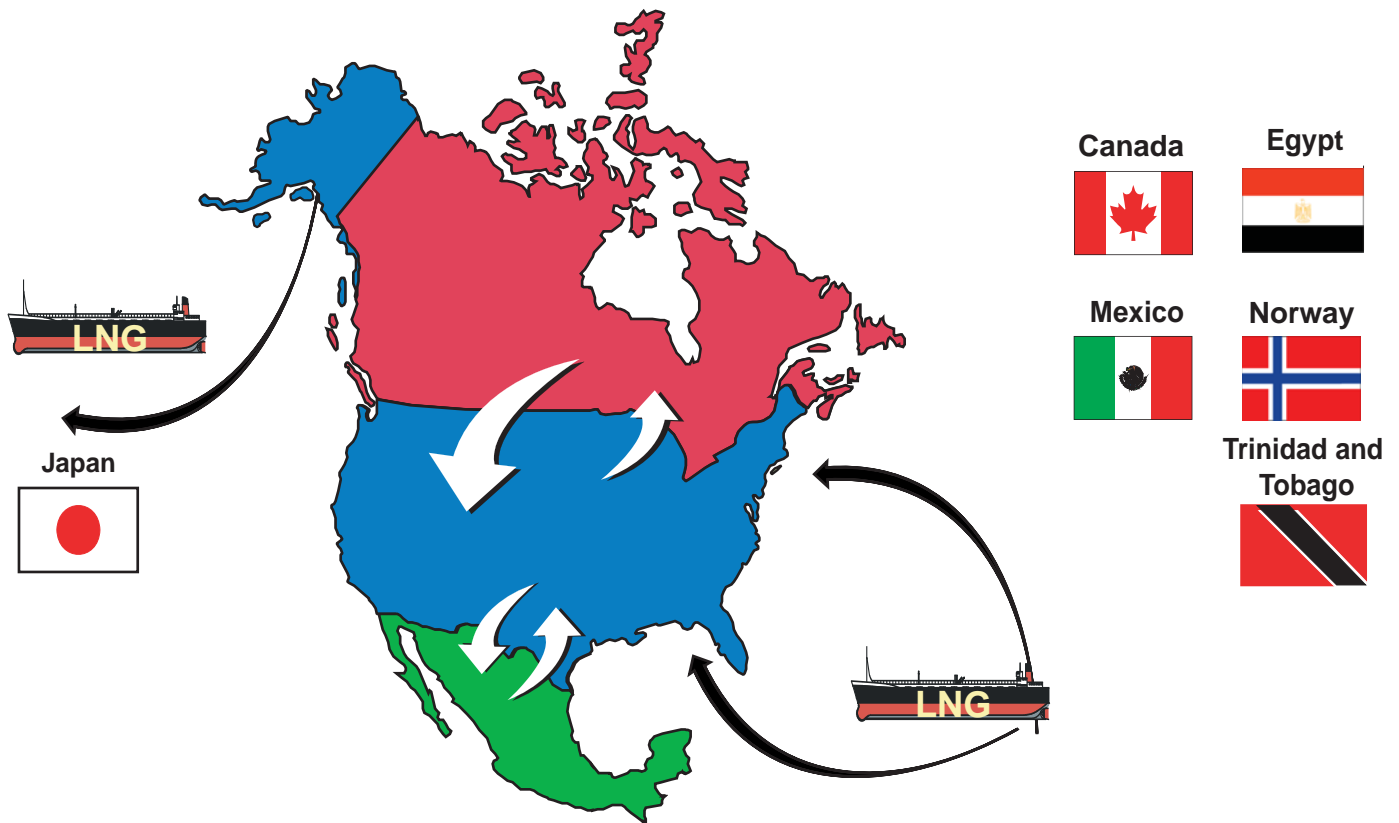 Canada
Egypt
LNG
Mexico
Norway
Japan
Trinidad and
Tobago
LNG